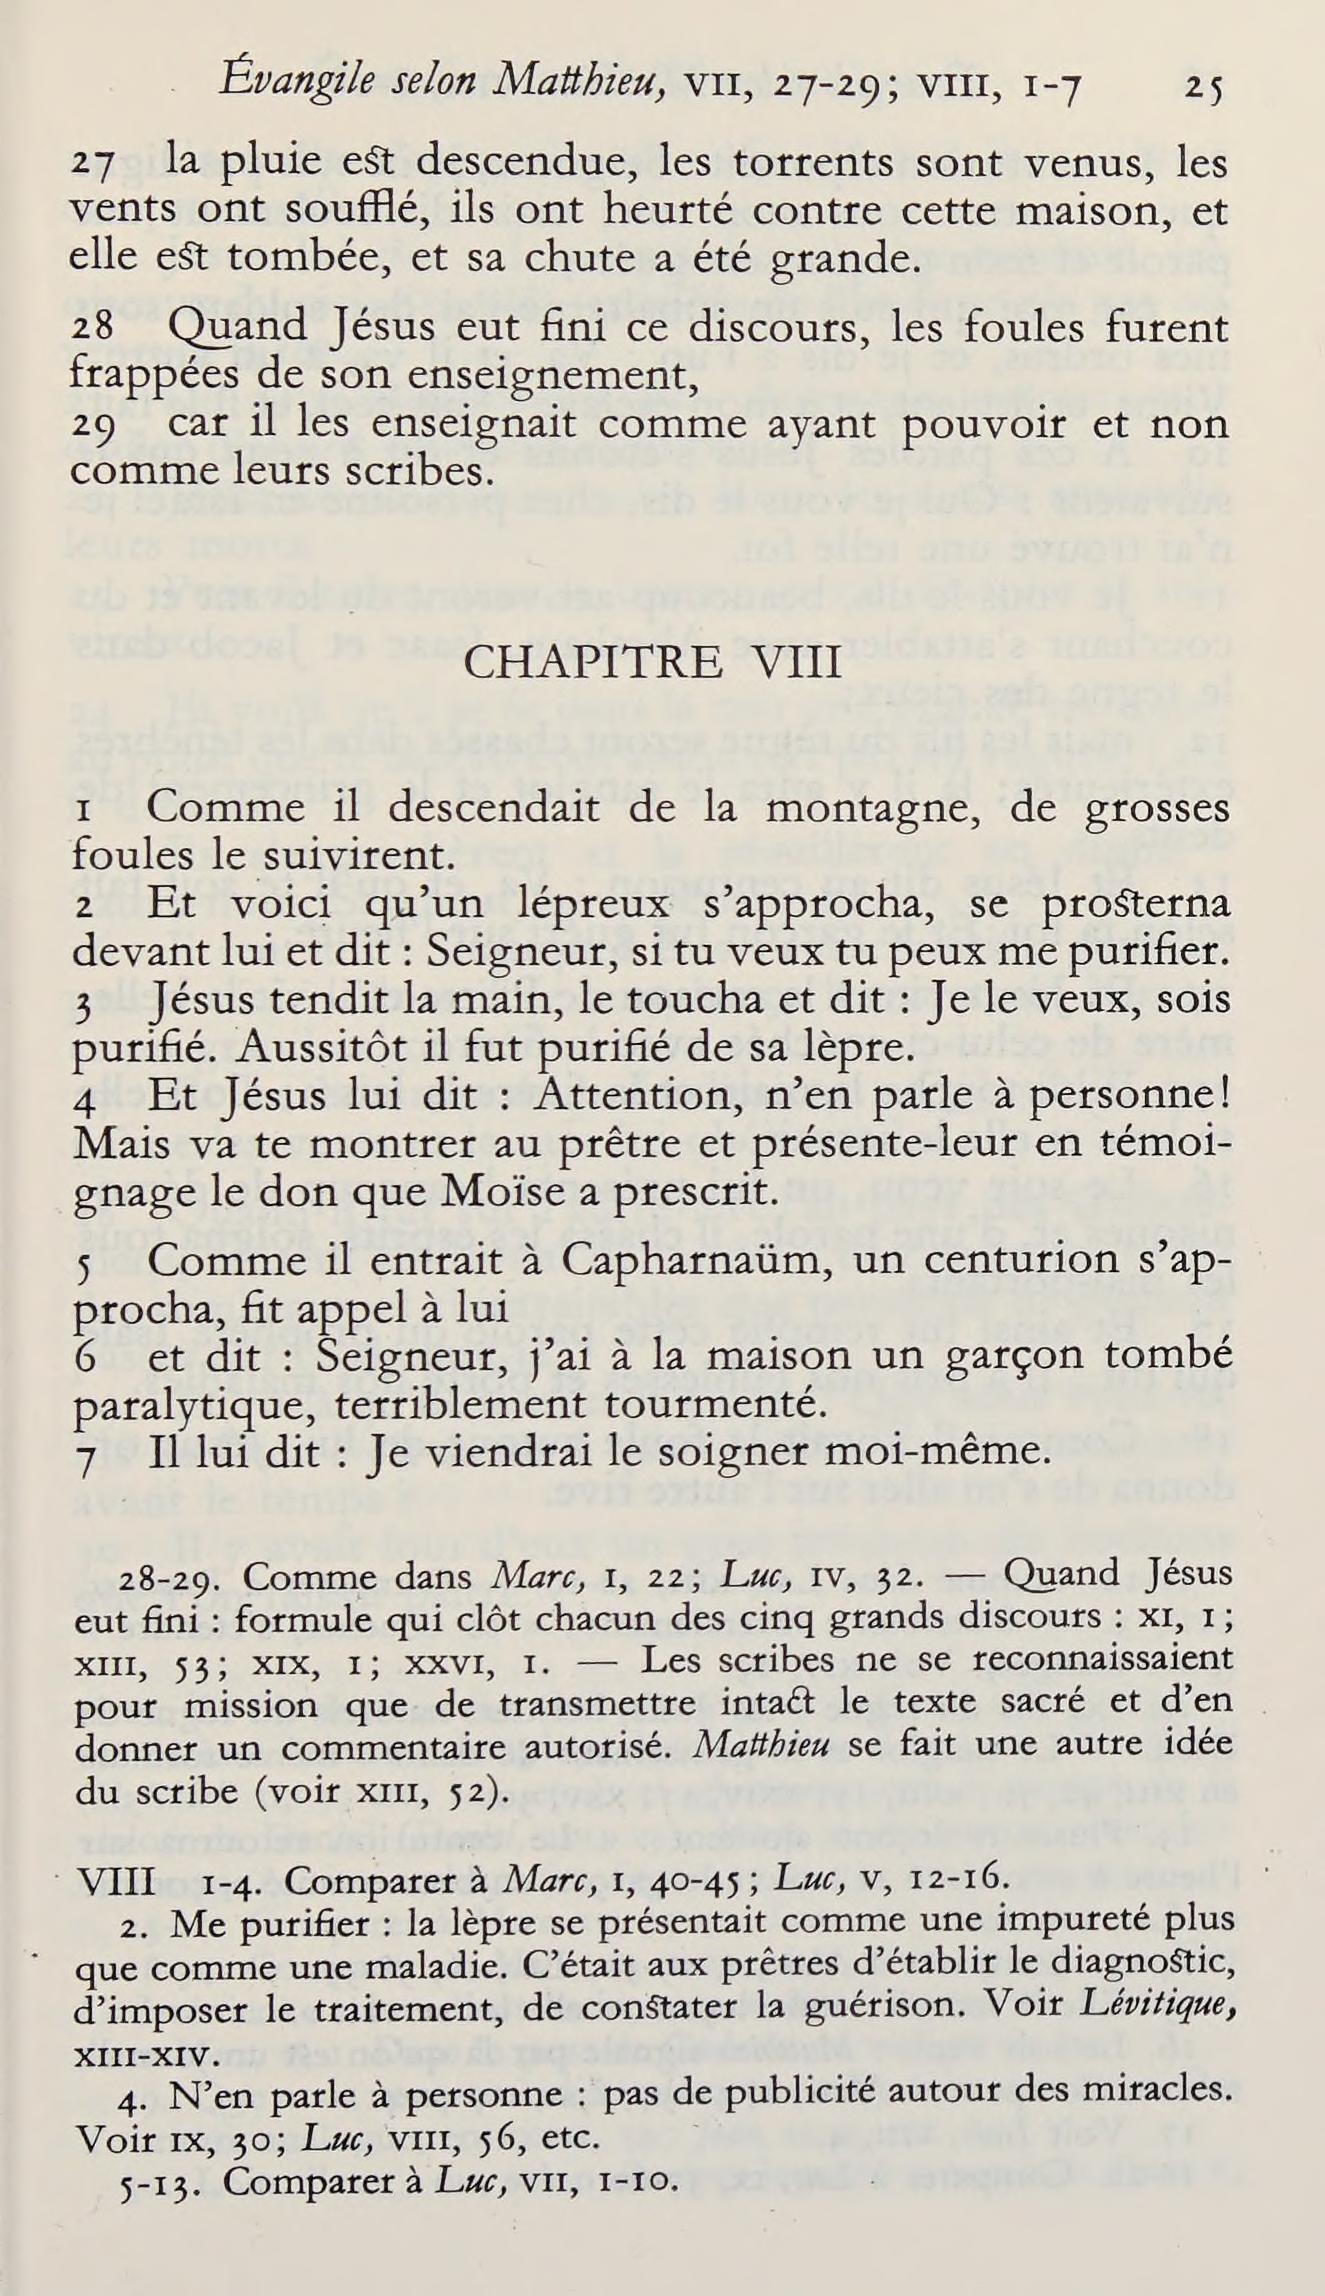 Évangile selon Matthieu, VII, 27-29; VIII, 1-7 25
27 la pluie est descendue, les torrents sont venus, les
vents ont soufflé, ils ont heurté contre cette maison, et
elle est tombée, et sa chute a été grande.
28 Quand Jésus eut fini ce discours, les foules furent
frappées de son enseignement,
29 car il les enseignait comme ayant pouvoir et non
comme leurs scribes.
CHAPITRE VIII
1 Comme il descendait de la montagne, de grosses
foules le suivirent.
2 Et voici qu'un lépreux s'approcha, se prosterna
devant lui et dit : Seigneur, si tu veux tu peux me purifier.
3 Jésus tendit la main, le toucha et dit : Je le veux, sois
purifié. Aussitôt il fut purifié de sa lèpre.
4 Et Jésus lui dit : Attention, n'en parle à personne!
Mais va te montrer au prêtre et présente-leur en témoi-
gnage le don que Moïse a prescrit.
5 Comme il entrait à Capharnaüm, un centurion s'ap-
procha, fit appel à lui
6 et dit : Seigneur, j'ai à la maison un garçon tombé
paralytique, terriblement tourmenté.
7 Il lui dit : Je viendrai le soigner moi-même.
28-29. Comme dans Marc, I, 22; Luc, IV, 32. — Quand Jésus
eut fini : formule qui clôt chacun des cinq grands discours : XI, 1;
XIII, 53; XIX, 1; XXVI, 1. — Les scribes ne se reconnaissaient
pour mission que de transmettre intact le texte sacré et d'en
donner un commentaire autorisé. Matthieu se fait une autre idée
du scribe (voir XIII, 52).
VIII 1-4. Comparer à Marc, I, 40-45; Luc, V, 12-16.
2. Me purifier : la lèpre se présentait comme une impureté plus
que comme une maladie. C'était aux prêtres d'établir le diagnostic,
d'imposer le traitement, de constater la guérison. Voir Lévitique,
XIII-XIV.
4. N'en parle à personne : pas de publicité autour des miracles.
Voir IX, 30; Luc, VIII, 56, etc.
5-13. Comparer à Luc, VII, 1-10.